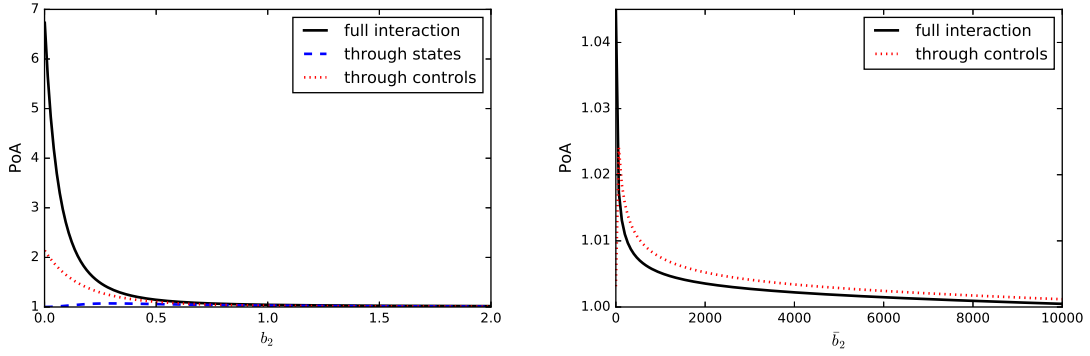 7
6
5
4
3
2
1
PoA
0.0
0.5
1.0
1.5
2.0
b₂
full interaction
through states
through controls
1.04
1.03
1.02
1.01
1.00
PoA
0
2000
4000
6000
8000
10000
b̄₂
full interaction
through controls